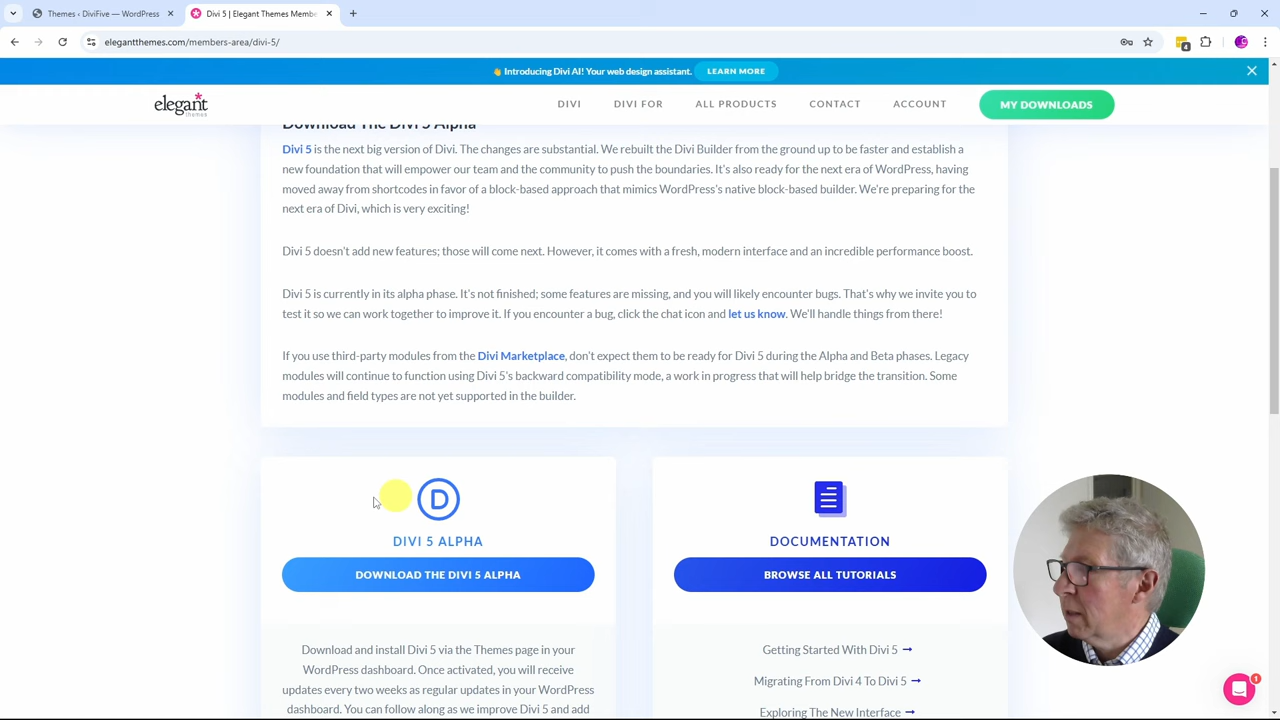 Themes ‹ DiviFive — WordPress
Divi 5 | Elegant Themes Membe
elegantthemes.com/members-area/divi-5/
4
👋 Introducing Divi AI! Your web design assistant.
LEARN MORE
elegant
themes
DIVI
DIVI FOR
ALL PRODUCTS
CONTACT
ACCOUNT
MY DOWNLOADS
Download The Divi 5 Alpha
Divi 5 is the next big version of Divi. The changes are substantial. We rebuilt the Divi Builder from the ground up to be faster and establish a
new foundation that will empower our team and the community to push the boundaries. It's also ready for the next era of WordPress, having
moved away from shortcodes in favor of a block-based approach that mimics WordPress's native block-based builder. We're preparing for the
next era of Divi, which is very exciting!
Divi 5 doesn't add new features; those will come next. However, it comes with a fresh, modern interface and an incredible performance boost.
Divi 5 is currently in its alpha phase. It's not finished; some features are missing, and you will likely encounter bugs. That's why we invite you to
test it so we can work together to improve it. If you encounter a bug, click the chat icon and let us know. We'll handle things from there!
If you use third-party modules from the Divi Marketplace, don't expect them to be ready for Divi 5 during the Alpha and Beta phases. Legacy
modules will continue to function using Divi 5's backward compatibility mode, a work in progress that will help bridge the transition. Some
modules and field types are not yet supported in the builder.
D
DIVI 5 ALPHA
DOWNLOAD THE DIVI 5 ALPHA
Download and install Divi 5 via the Themes page in your
WordPress dashboard. Once activated, you will receive
updates every two weeks as regular updates in your WordPress
dashboard. You can follow along as we improve Divi 5 and add
DOCUMENTATION
BROWSE ALL TUTORIALS
Getting Started With Divi 5 ➞
Migrating From Divi 4 To Divi 5 ➞
Exploring The New Interface ➞
1